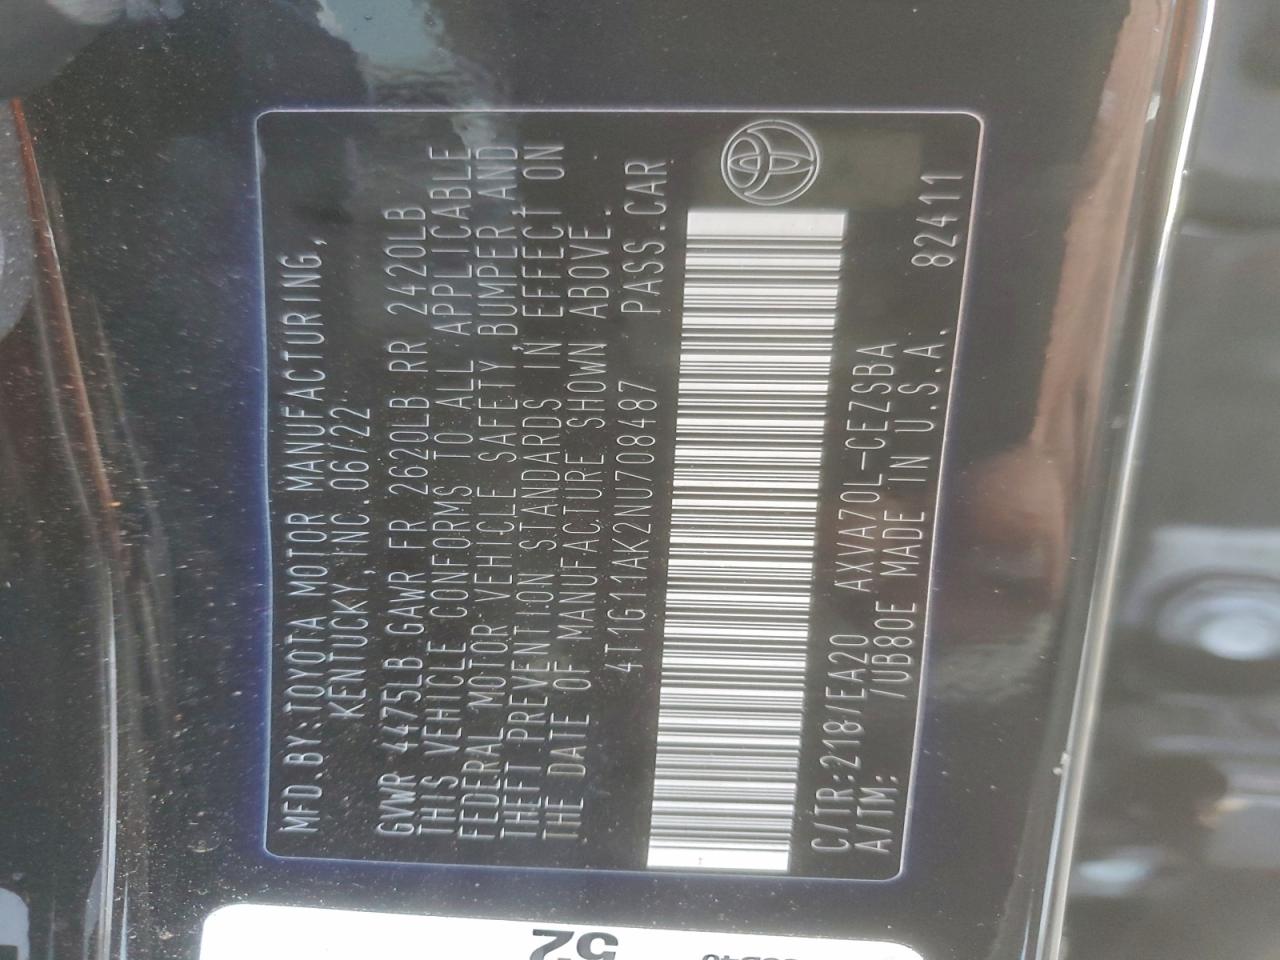 MFD.BY:TOYOTA MOTOR MANUFACTURING,
KENTUCKY,INC.06/22
GVWR 4475LB GAWR FR 2620LB RR 2420LB
THIS VEHICLE CONFORMS TO ALL APPLICABLE
FEDERAL MOTOR VEHICLE SAFETY, BUMPER,AND
THEFT PREVENTION STANDARDS IN EFFECT ON
THE DATE OF MANUFACTURE SHOWN ABOVE.
4T1G11AK2NU708487 PASS.CAR
C/TR:218/EA20 AXVA70L-CEZSBA
A/TM: /UB80E MADE IN U.S.A. 82411
52